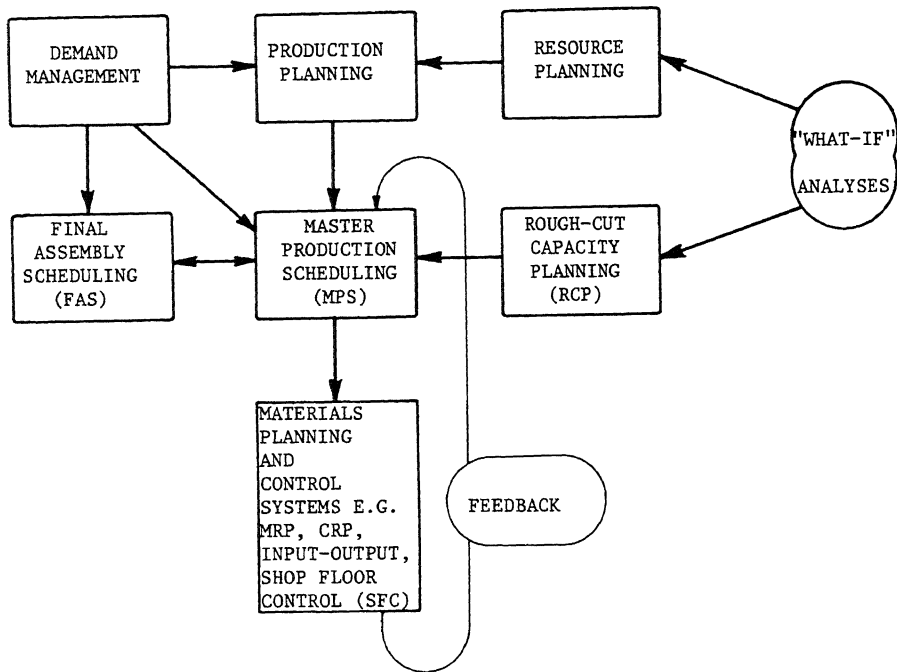 DEMAND
MANAGEMENT
PRODUCTION
PLANNING
RESOURCE
PLANNING
"WHAT-IF"
ANALYSES
FINAL
ASSEMBLY
SCHEDULING
(FAS)
MASTER
PRODUCTION
SCHEDULING
(MPS)
ROUGH-CUT
CAPACITY
PLANNING
(RCP)
MATERIALS
PLANNING
AND
CONTROL
SYSTEMS E.G.
MRP, CRP,
INPUT-OUTPUT,
SHOP FLOOR
CONTROL (SFC)
FEEDBACK